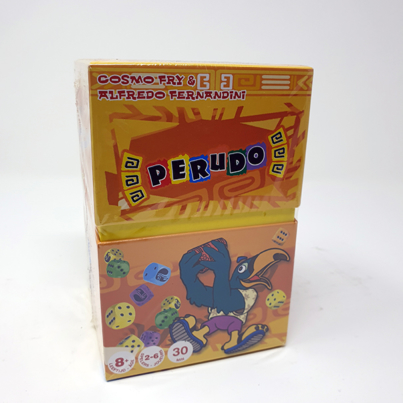 COSMO FRY &
ALFREDO FERNANDINI
PERUDO
8+
2-6
30